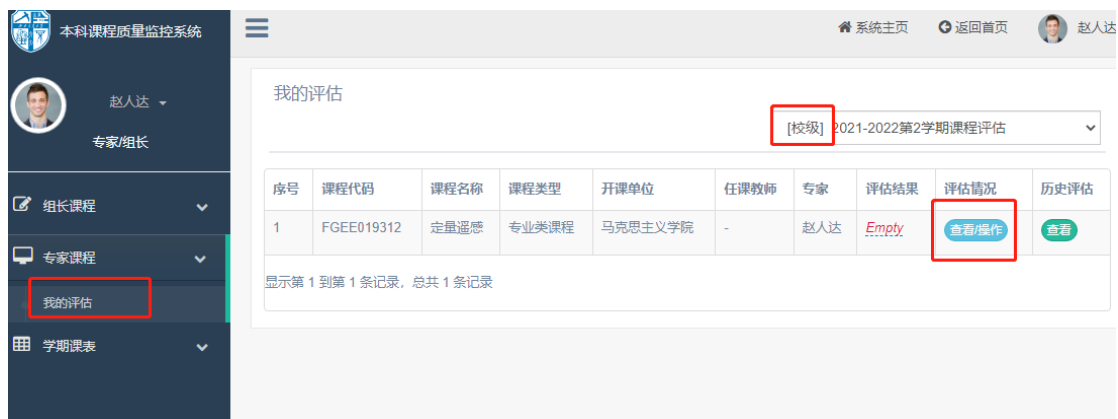 本科课程质量监控系统
系统主页
返回首页
赵人达
赵人达
专家/组长
组长课程
专家课程
我的评估
学期课表
我的评估
[校级] 2021-2022第2学期课程评估
序号 课程代码 课程名称 课程类型 开课单位 任课教师 专家 评估结果 评估情况 历史评估
1 FGEE019312 定量遥感 专业类课程 马克思主义学院 - 赵人达 Empty 查看/操作 查看
显示第 1 到第 1 条记录，总共 1 条记录